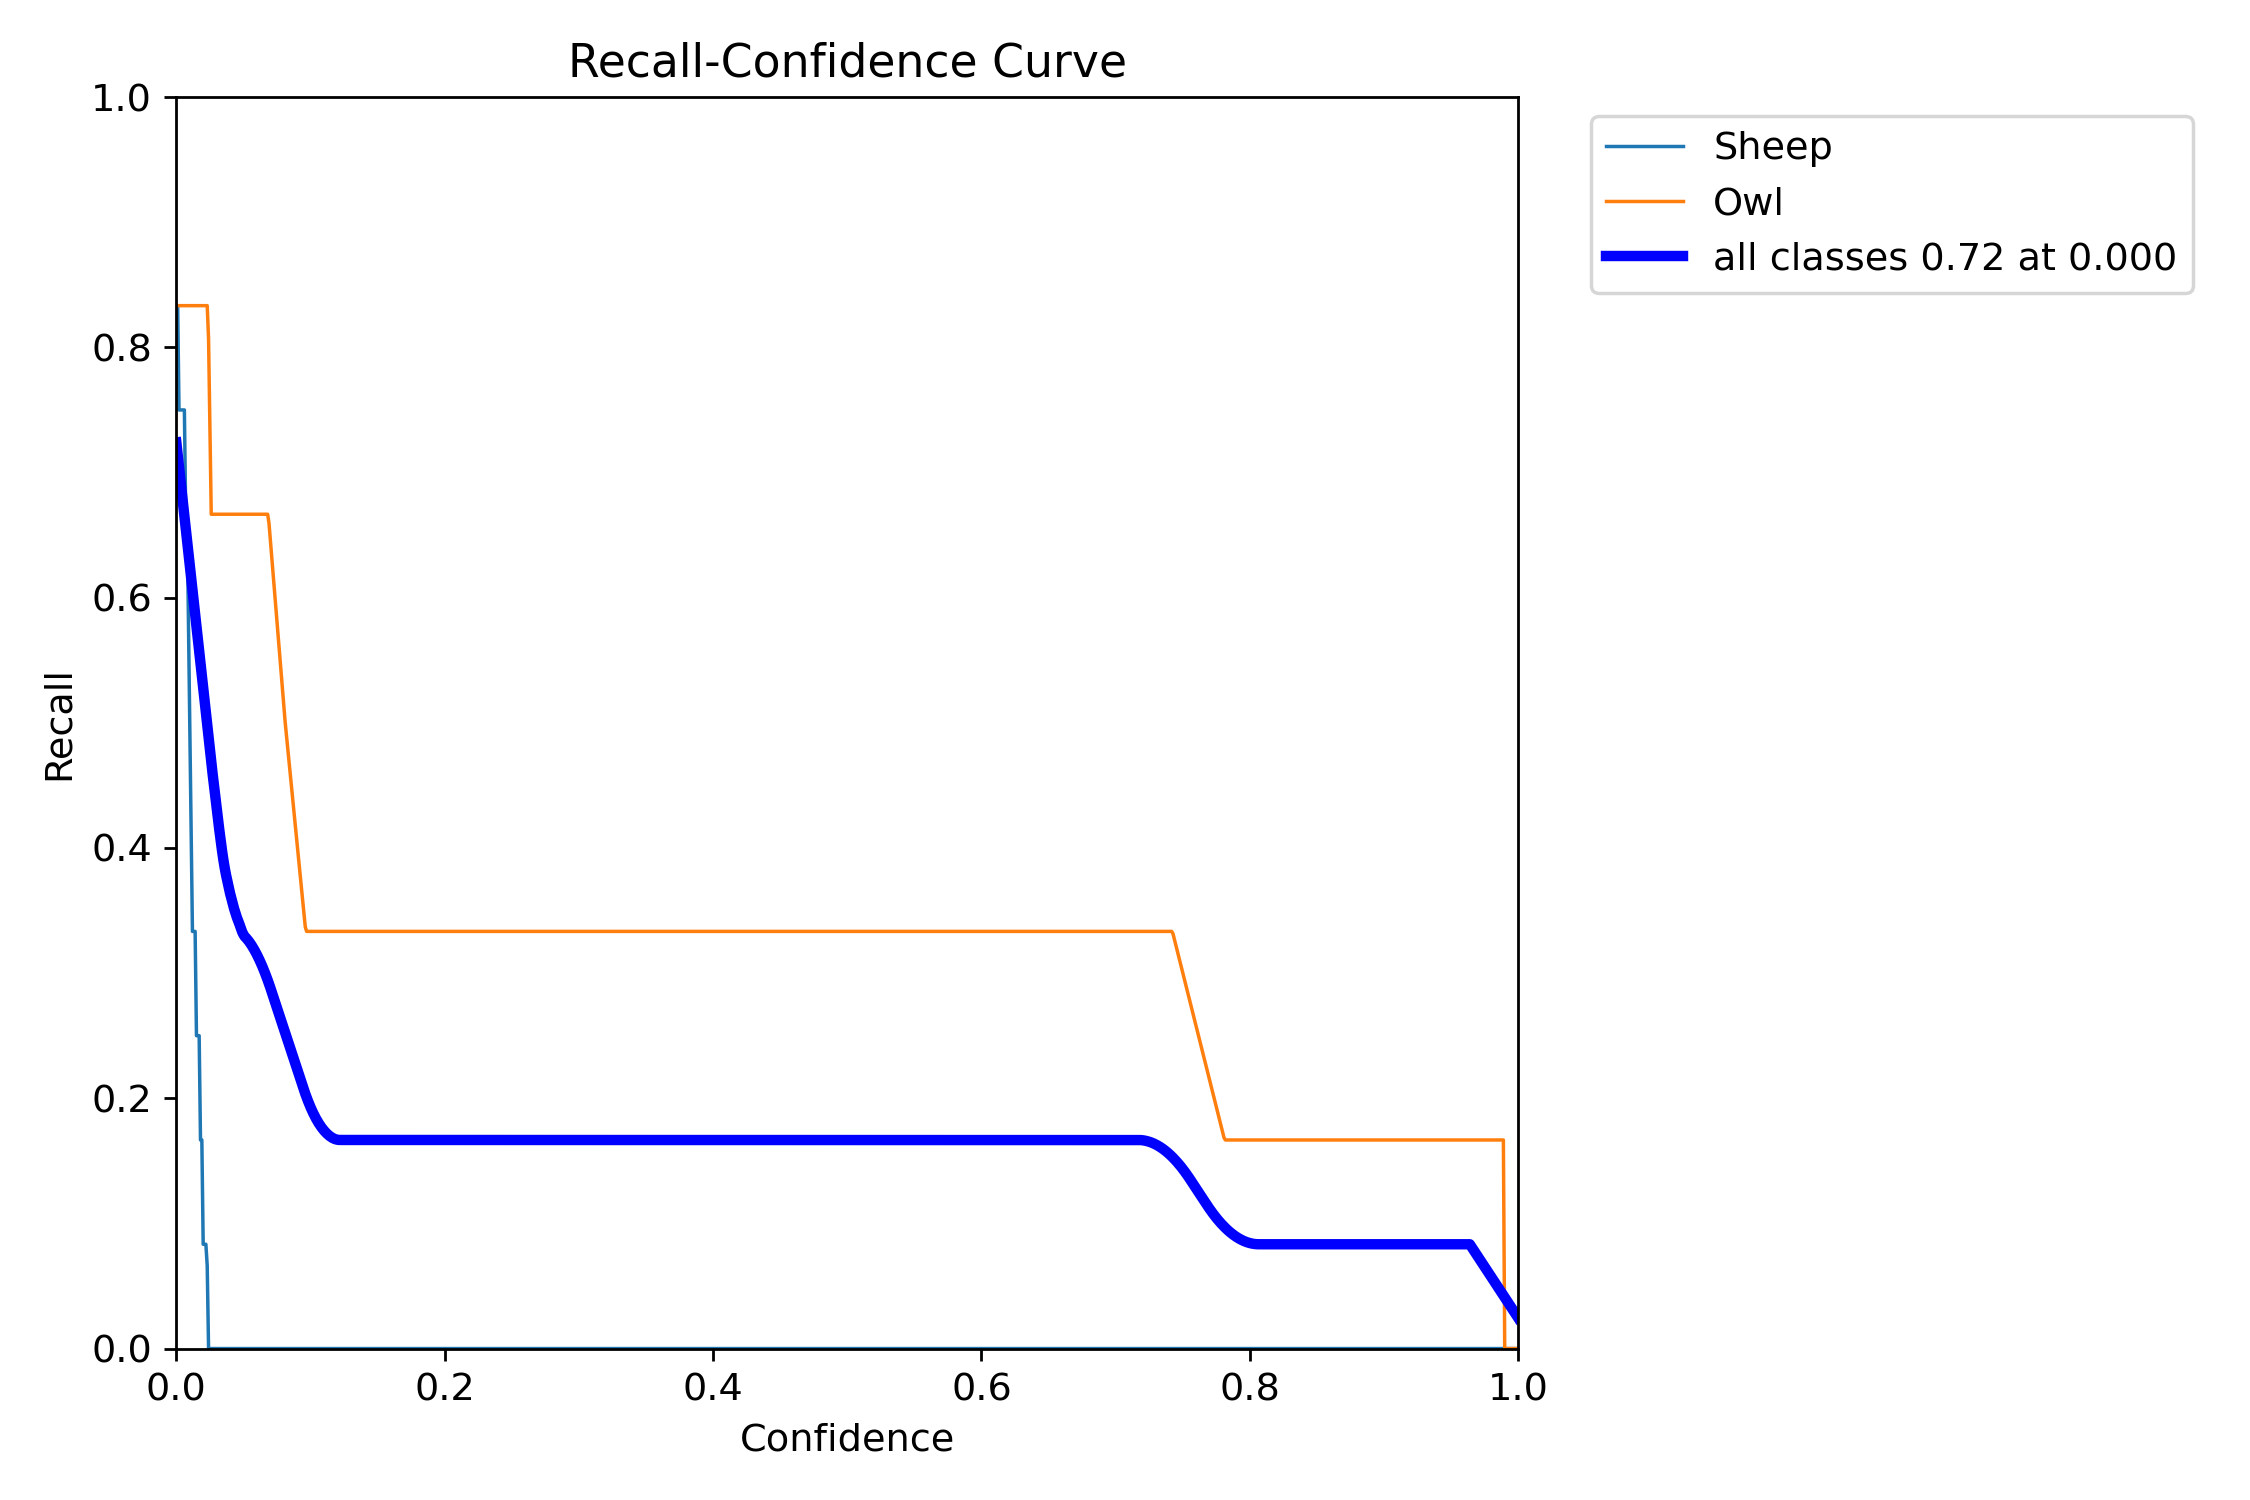 Recall-Confidence Curve
1.0
0.8
0.6
0.4
0.2
0.0
Recall
0.0 0.2 0.4 0.6 0.8 1.0
Confidence
Sheep
Owl
all classes 0.72 at 0.000